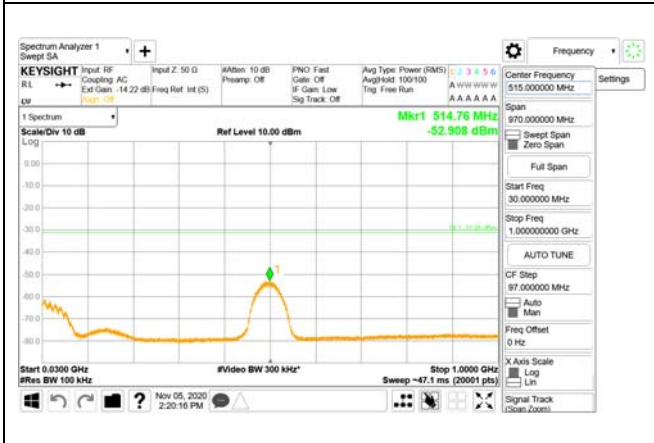 Spectrum Analyzer 1
Swept SA
+
Frequency
KEYSIGHT
Input: RF
Coupling: AC
Ext Gain: -14.22 dB
Align: Off
Input Z: 50 Ω
Freq Ref: Int (S)
#Atten: 10 dB
Preamp: Off
PNO: Fast
Gate: Off
IF Gain: Low
Sig Track: Off
Avg Type: Power (RMS)
Avg|Hold: 100/100
Trig: Free Run
1 2 3 4 5 6
A W W W W W
A A A A A A
RL
1 Spectrum
Scale/Div 10 dB
Log
Ref Level 10.00 dBm
Mkr1 514.76 MHz
-52.908 dBm
0.00
-10.0
-20.0
-30.0
-40.0
-50.0
-60.0
-70.0
-80.0
1
Start 0.0300 GHz
#Res BW 100 kHz
#Video BW 300 kHz*
Stop 1.0000 GHz
Sweep ~47.1 ms (20001 pts)
?
Nov 05, 2020
2:20:16 PM
Center Frequency
515.000000 MHz
Settings
Span
970.000000 MHz
Swept Span
Zero Span
Full Span
Start Freq
30.000000 MHz
Stop Freq
1.000000000 GHz
AUTO TUNE
CF Step
97.000000 MHz
Auto
Man
Freq Offset
0 Hz
X Axis Scale
Log
Lin
Signal Track
(Span Zoom)